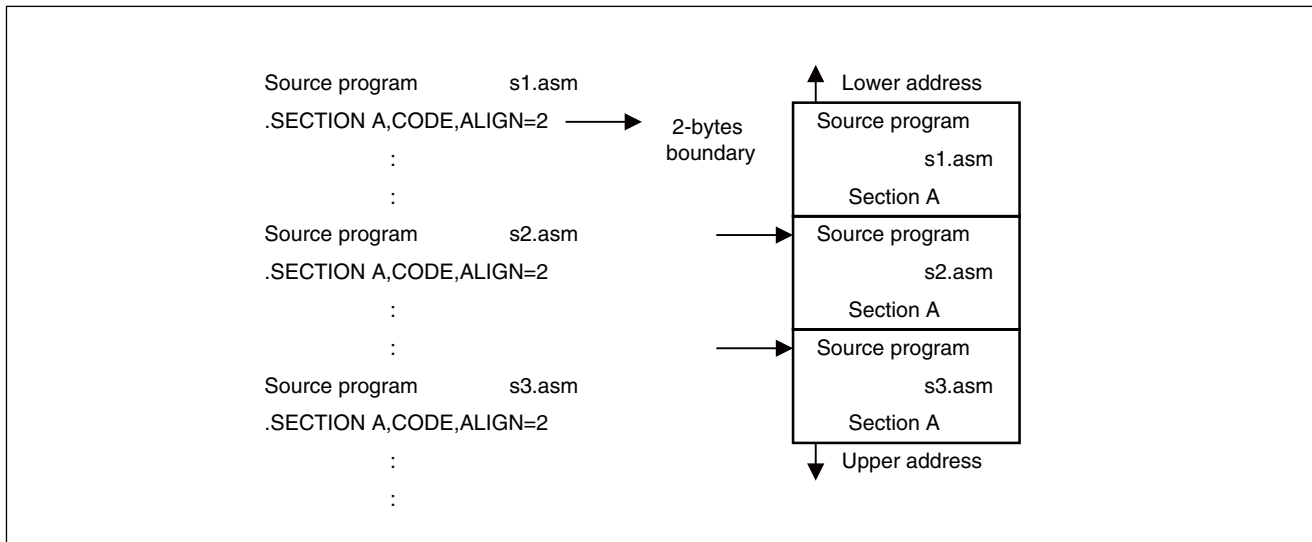 Source program s1.asm
.SECTION A,CODE,ALIGN=2
:
:
Source program s2.asm
.SECTION A,CODE,ALIGN=2
:
:
Source program s3.asm
.SECTION A,CODE,ALIGN=2
:
:
2-bytes
boundary
Lower address
Source program
s1.asm
Section A
Source program
s2.asm
Section A
Source program
s3.asm
Section A
Upper address